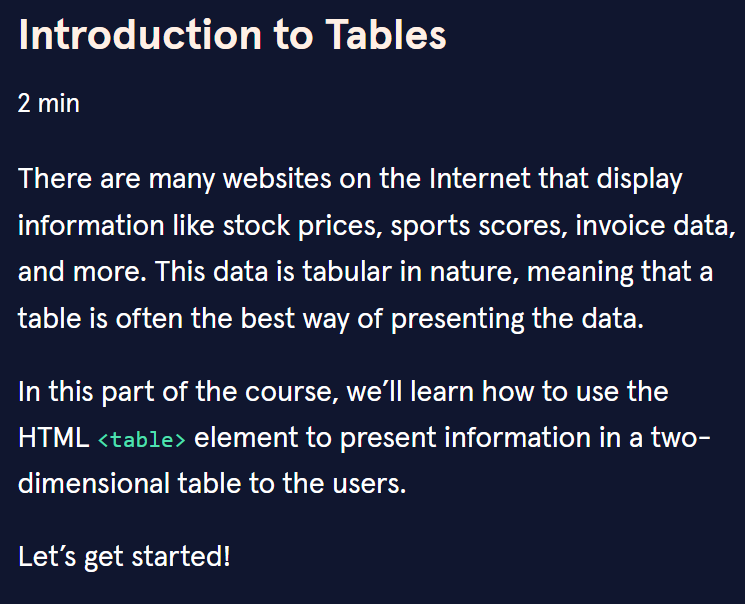 Introduction to Tables
2 min
There are many websites on the Internet that display
information like stock prices, sports scores, invoice data,
and more. This data is tabular in nature, meaning that a
table is often the best way of presenting the data.
In this part of the course, we’ll learn how to use the
HTML <table> element to present information in a two-
dimensional table to the users.
Let’s get started!